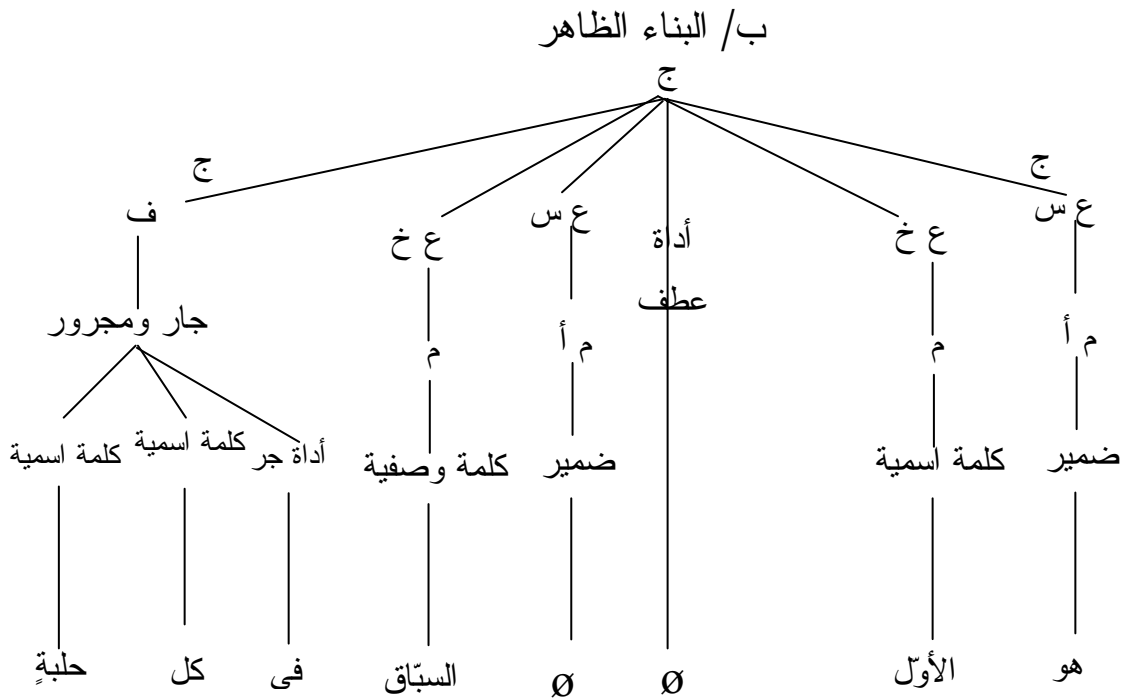 ب/ البناء الظاهر
ج
ج ج
ع س ع خ أداة ع س ع خ ف
عطف
م أ م م أ م جار ومجرور
ضمير كلمة اسمية ضمير كلمة وصفية أداة جر كلمة اسمية كلمة اسمية
هو الأوّل Ø Ø السبّاق فى كل حلبةٍ